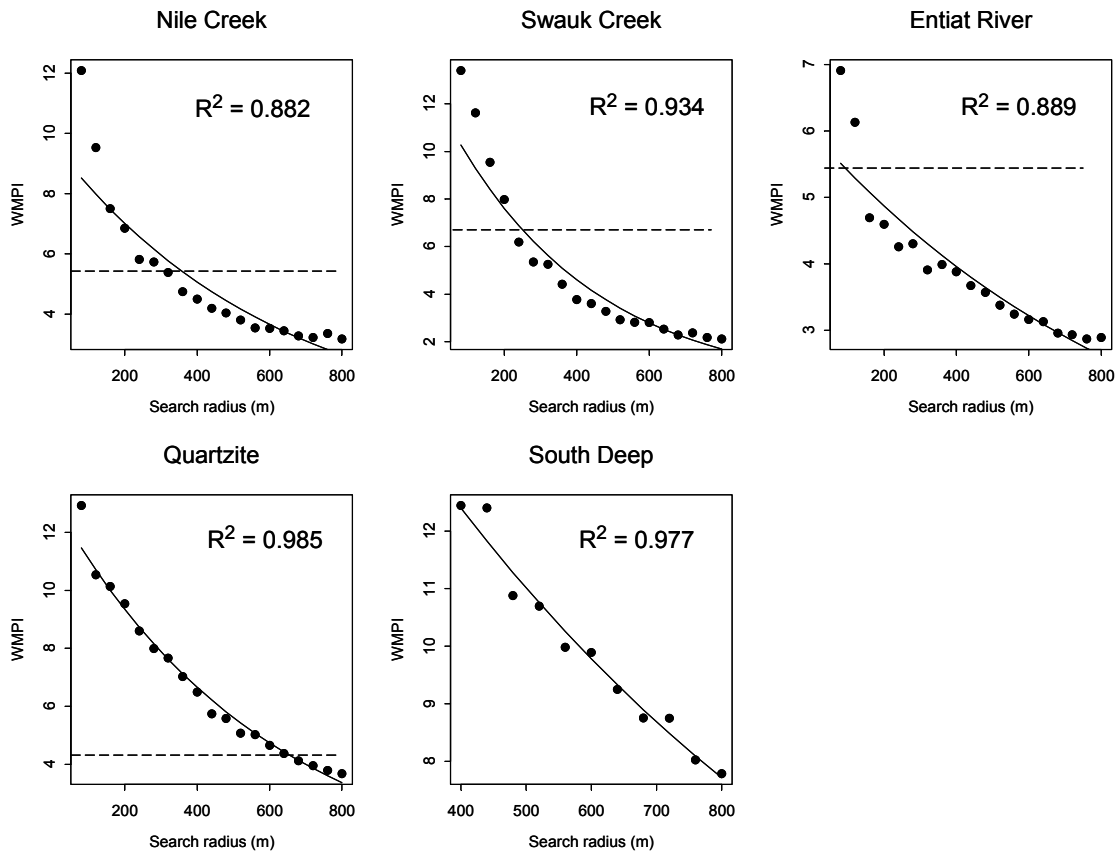 Nile Creek
WMPI
12
10
8
6
4
R² = 0.882
200 400 600 800
Search radius (m)
Swauk Creek
WMPI
12
10
8
6
4
2
R² = 0.934
200 400 600 800
Search radius (m)
Entiat River
WMPI
7
6
5
4
3
R² = 0.889
200 400 600 800
Search radius (m)
Quartzite
WMPI
12
10
8
6
4
R² = 0.985
200 400 600 800
Search radius (m)
South Deep
WMPI
12
11
10
9
8
R² = 0.977
400 500 600 700 800
Search radius (m)